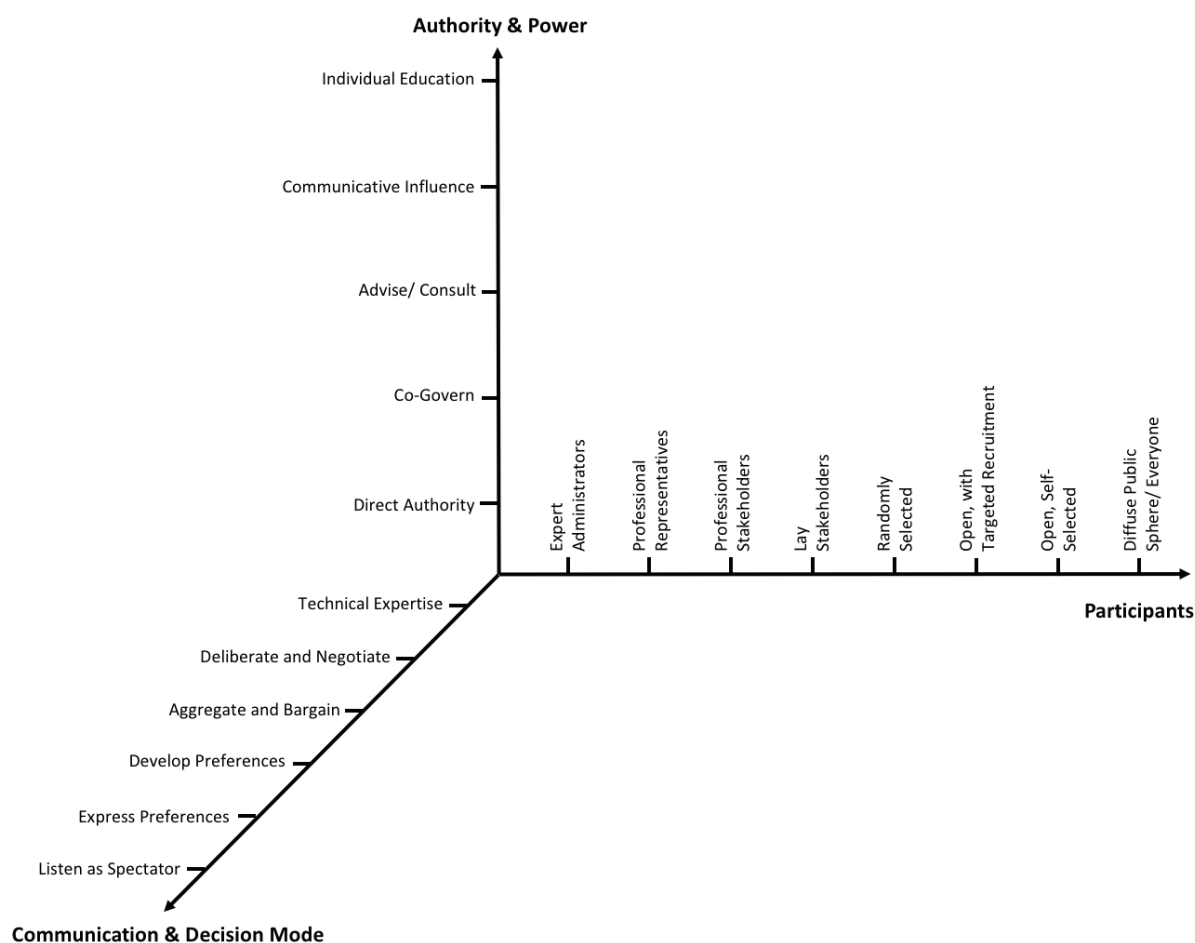 Authority & Power
Individual Education
Communicative Influence
Advise/ Consult
Co-Govern
Direct Authority
Expert
Administrators
Professional
Representatives
Professional
Stakeholders
Lay
Stakeholders
Randomly
Selected
Open, with
Targeted Recruitment
Open, Self-
Selected
Diffuse Public
Sphere/ Everyone
Participants
Technical Expertise
Deliberate and Negotiate
Aggregate and Bargain
Develop Preferences
Express Preferences
Listen as Spectator
Communication & Decision Mode